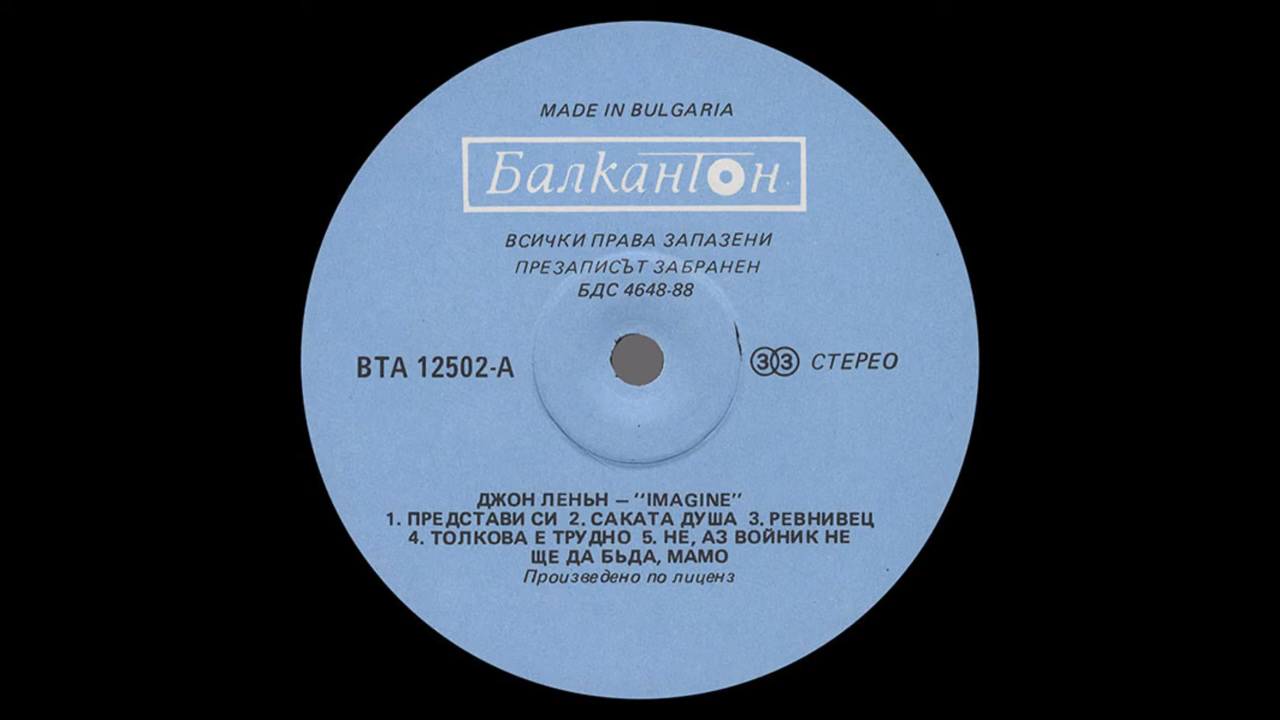 MADE IN BULGARIA
Балкантон
ВСИЧКИ ПРАВА ЗАПАЗЕНИ
ПРЕЗАПИСЪТ ЗАБРАНЕН
БДС 4648-88
ВТА 12502-А
33 СТЕРЕО
ДЖОН ЛЕНЬН – "IMAGINE"
1. ПРЕДСТАВИ СИ 2. САКАТА ДУША 3. РЕВНИВЕЦ
4. ТОЛКОВА Е ТРУДНО 5. НЕ, АЗ ВОЙНИК НЕ
ЩЕ ДА БЬДА, МАМО
Произведено по лиценз